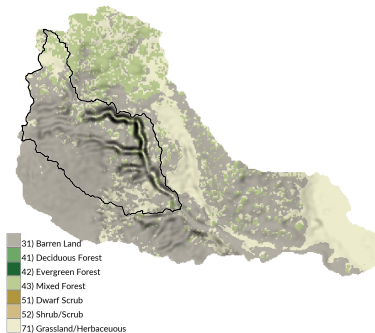 31) Barren Land
41) Deciduous Forest
42) Evergreen Forest
43) Mixed Forest
51) Dwarf Scrub
52) Shrub/Scrub
71) Grassland/Herbaceuous